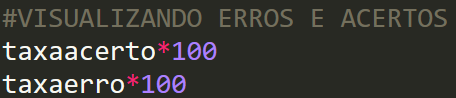 #VISUALIZANDO ERROS E ACERTOS
taxaacerto*100
taxaerro*100